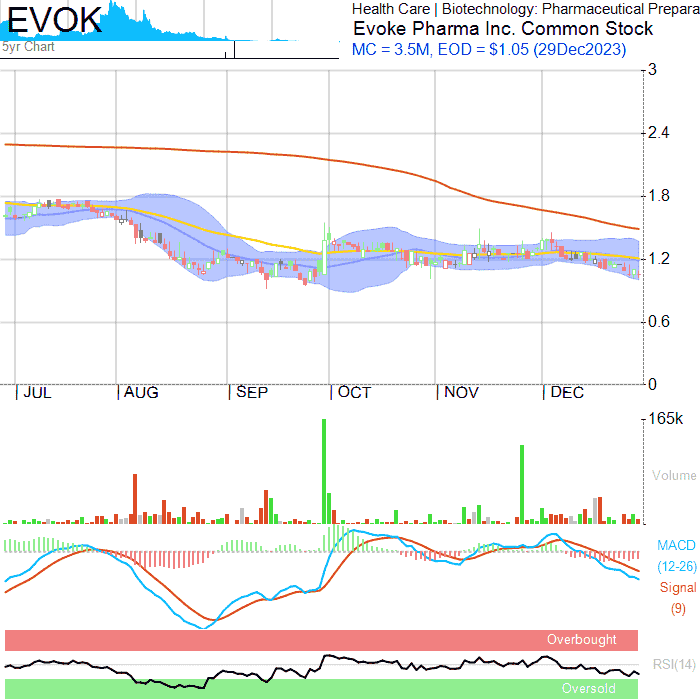 EVOK
5yr Chart
Health Care | Biotechnology: Pharmaceutical Prepara
Evoke Pharma Inc. Common Stock
MC = 3.5M, EOD = $1.05 (29Dec2023)
3
2.4
1.8
1.2
0.6
0
JUL AUG SEP OCT NOV DEC
165k
Volume
MACD
(12-26)
Signal
(9)
Overbought
RSI(14)
Oversold